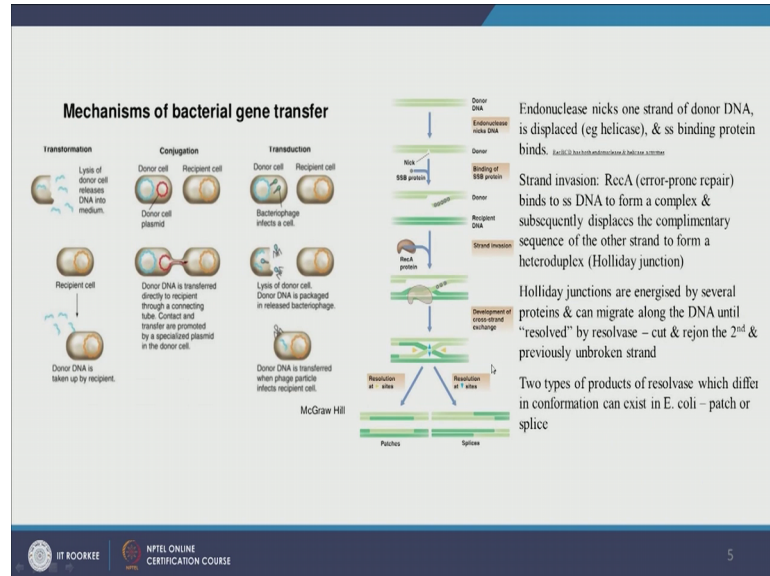 Mechanisms of bacterial gene transfer
Transformation
Lysis of
donor cell
releases
DNA into
medium.
Recipient cell
Donor DNA is
taken up by recipient.
Conjugation
Donor cell Recipient cell
Donor cell
plasmid
Donor DNA is transferred
directly to recipient
through a connecting
tube. Contact and
transfer are promoted
by a specialized plasmid
in the donor cell.
Transduction
Donor cell Recipient cell
Bacteriophage
infects a cell.
Lysis of donor cell.
Donor DNA is packaged
in released bacteriophage.
Donor DNA is transferred
when phage particle
infects recipient cell.
McGraw Hill
Donor
DNA
Endonuclease
nicks DNA
Donor
Nick
SSB protein
Binding of
SSB protein
Donor
Recipient
DNA
Strand invasion
RecA
protein
Development of
cross-strand
exchange
Resolution
at sites
Resolution
at sites
Patches
Splices
Endonuclease nicks one strand of donor DNA,
is displaced (eg helicase), & ss binding protein
binds. RecBCD has both endonuclease & helicase activities
Strand invasion: RecA (error-prone repair)
binds to ss DNA to form a complex &
subsequently displaces the complimentary
sequence of the other strand to form a
heteroduplex (Holliday junction)
Holliday junctions are energised by several
proteins & can migrate along the DNA until
"resolved" by resolvase – cut & rejon the 2nd &
previously unbroken strand
Two types of products of resolvase which differ
in conformation can exist in E. coli – patch or
splice
IIT ROORKEE
NPTEL ONLINE
CERTIFICATION COURSE
5